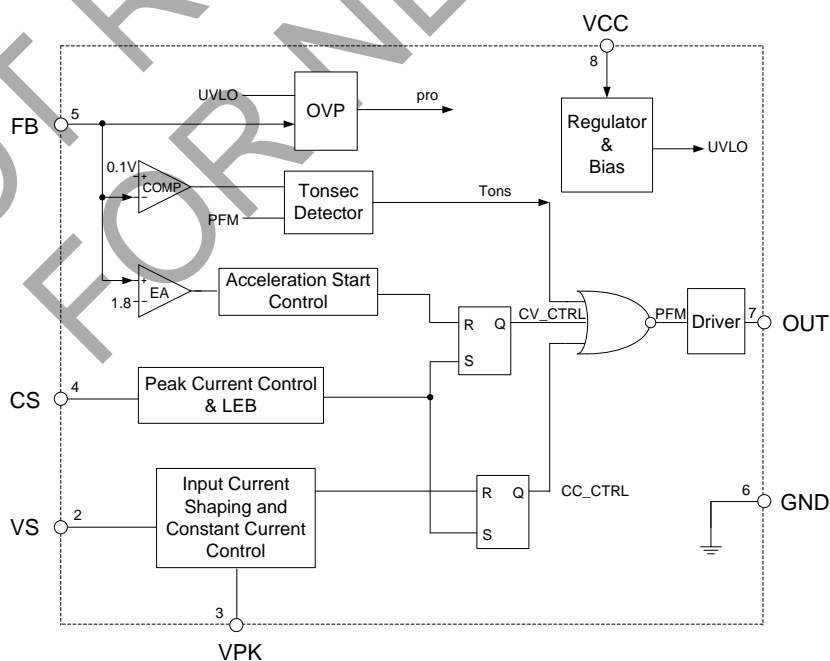 VCC
8
UVLO
OVP
pro
FB
5
Regulator
&
Bias
UVLO
0.1V
+
COMP
-
Tonsec
Detector
PFM
Tons
+
EA
1.8
-
Acceleration Start
Control
R
Q
S
CV_CTRL
PFM
Driver
7
OUT
CS
4
Peak Current Control
& LEB
VS
2
Input Current
Shaping and
Constant Current
Control
R
Q
S
CC_CTRL
6
GND
3
VPK
FOR NE